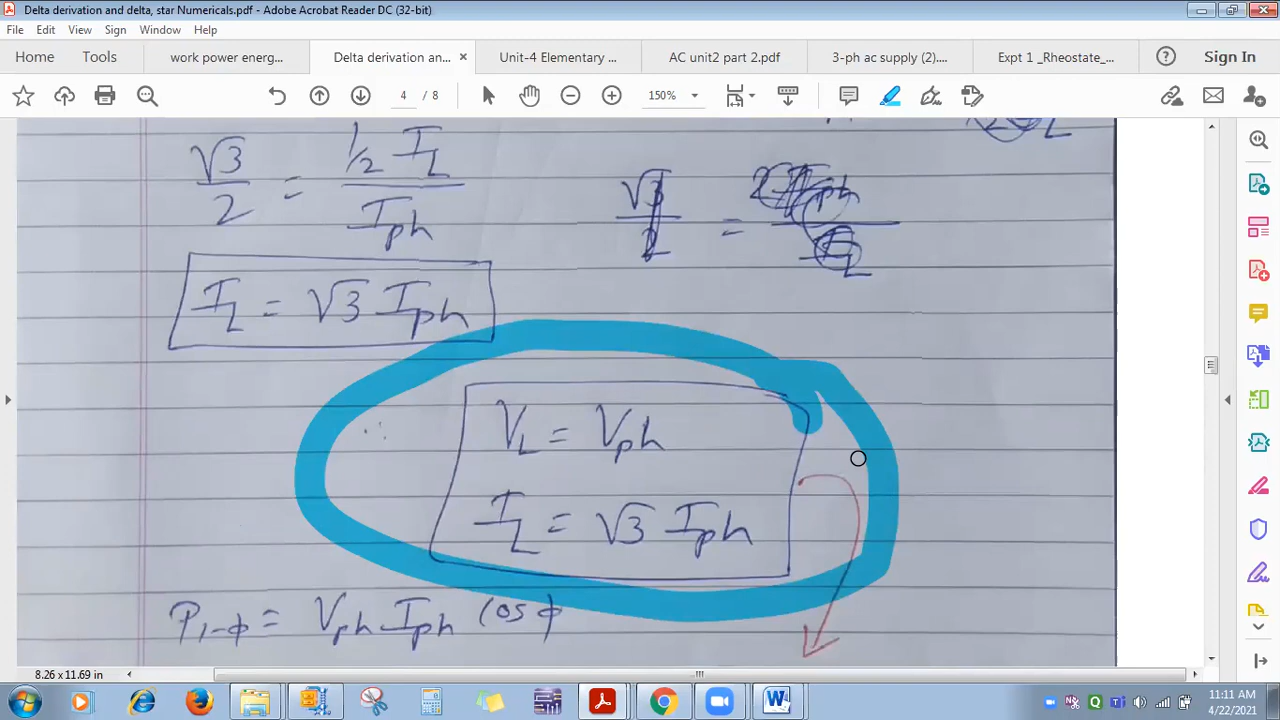 Delta derivation and delta, star Numericals.pdf - Adobe Acrobat Reader DC (32-bit)
File Edit View Sign Window Help
Home Tools work power energ... Delta derivation an... × Unit-4 Elementary ... AC unit2 part 2.pdf 3-ph ac supply (2).... Expt 1 _Rheostate_... Sign In
4 / 8 150%
√3/2 = 1/2 I_L / I_ph
√3/2 =
I_L = √3 I_ph
V_L = V_ph
I_L = √3 I_ph
P_1-φ = V_ph I_ph cos φ
8.26 x 11.69 in
11:11 AM
4/22/2021